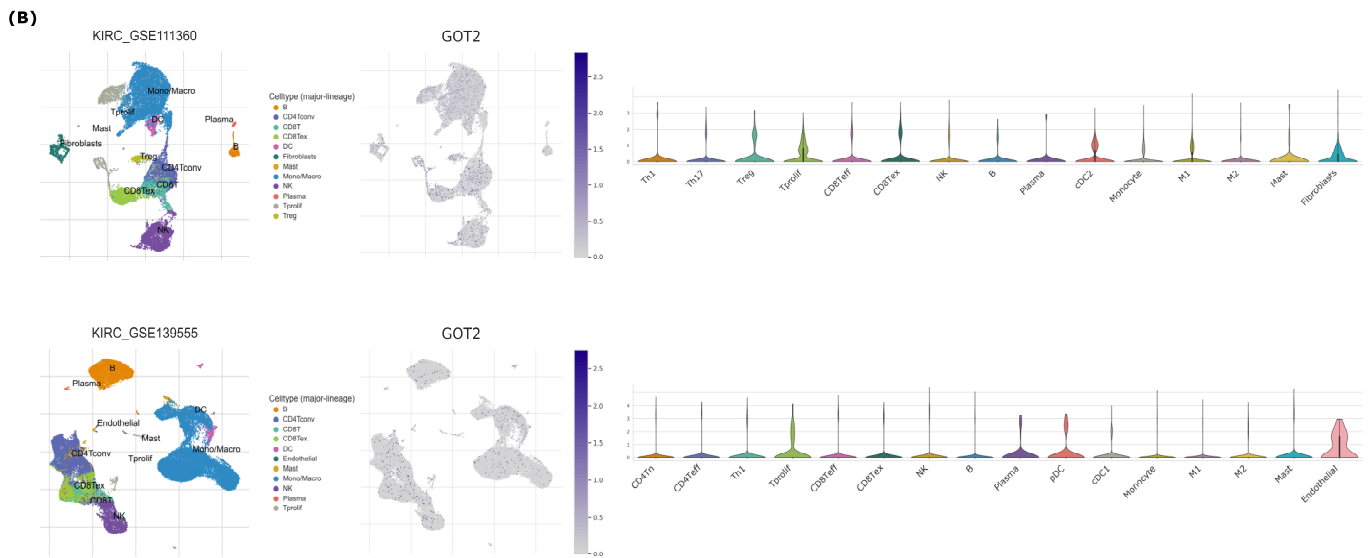 (B)
KIRC_GSE111360
GOT2
Mono/Macro
Tprolif
DC
Mast
Plasma
Fibroblasts
B
Treg
CD4Tconv
CD8T
CD8Tex
NK
Celltype (major-lineage)
B
CD4Tconv
CD8T
CD8Tex
DC
Fibroblasts
Mast
Mono/Macro
NK
Plasma
Tprolif
Treg
2.5
2.0
1.5
1.0
0.5
0.0
3
2
1
0
Th1
Th17
Treg
Tprolif
CD8Teff
CD8Tex
NK
B
Plasma
cDC2
Monocyte
M1
M2
Mast
Fibroblasts
KIRC_GSE139555
GOT2
B
Plasma
DC
Endothelial
Mast
Mono/Macro
CD4Tconv
Tprolif
CD8Tex
CD8T
NK
Celltype (major-lineage)
B
CD4Tconv
CD8T
CD8Tex
DC
Endothelial
Mast
Mono/Macro
NK
Plasma
Tprolif
2.5
2.0
1.5
1.0
0.5
0.0
4
3
2
1
0
CD4Tn
CD4Teff
Th1
Tprolif
CD8Teff
CD8Tex
NK
B
Plasma
pDC
cDC1
Monocyte
M1
M2
Mast
Endothelial